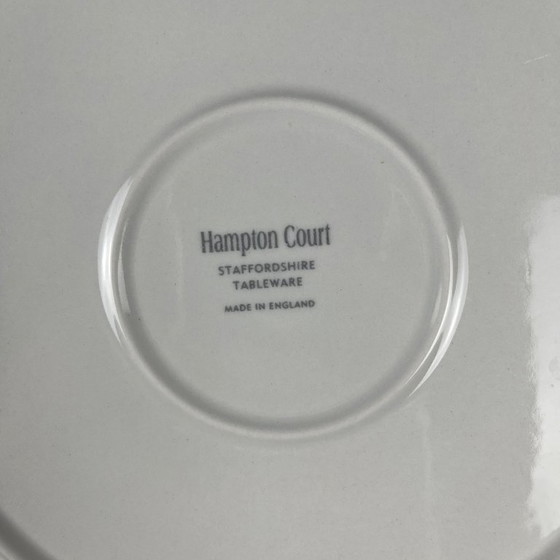 Hampton Court
STAFFORDSHIRE
TABLEWARE
MADE IN ENGLAND